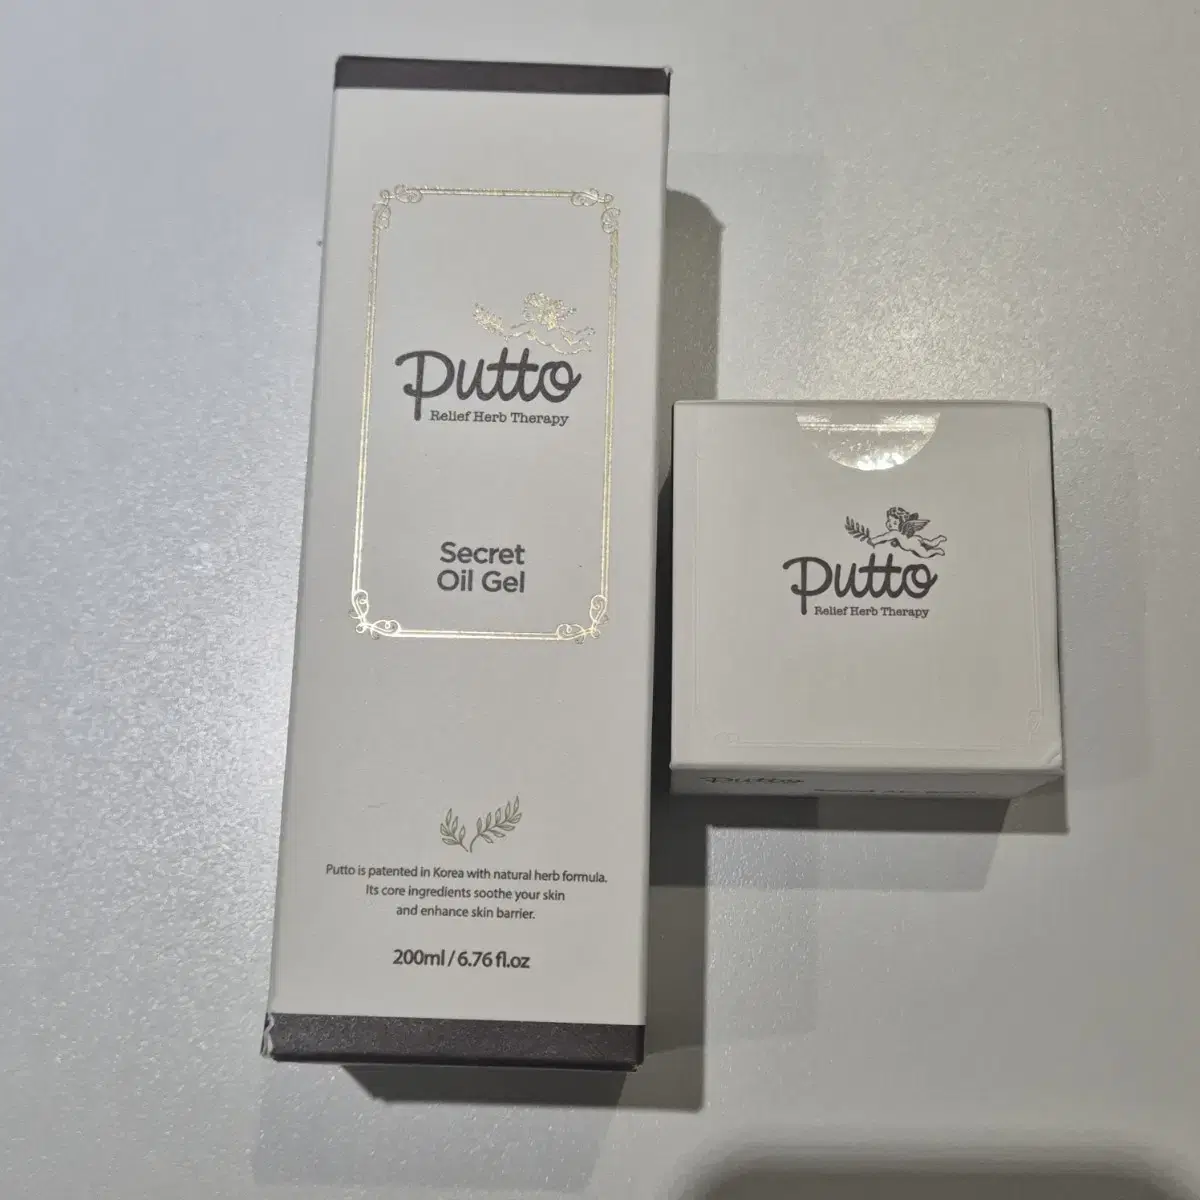 Putto
Relief Herb Therapy
Secret
Oil Gel
Putto is patented in Korea with natural herb formula.
Its core ingredients soothe your skin
and enhance skin barrier.
200ml / 6.76 fl.oz
Putto
Relief Herb Therapy
Putto